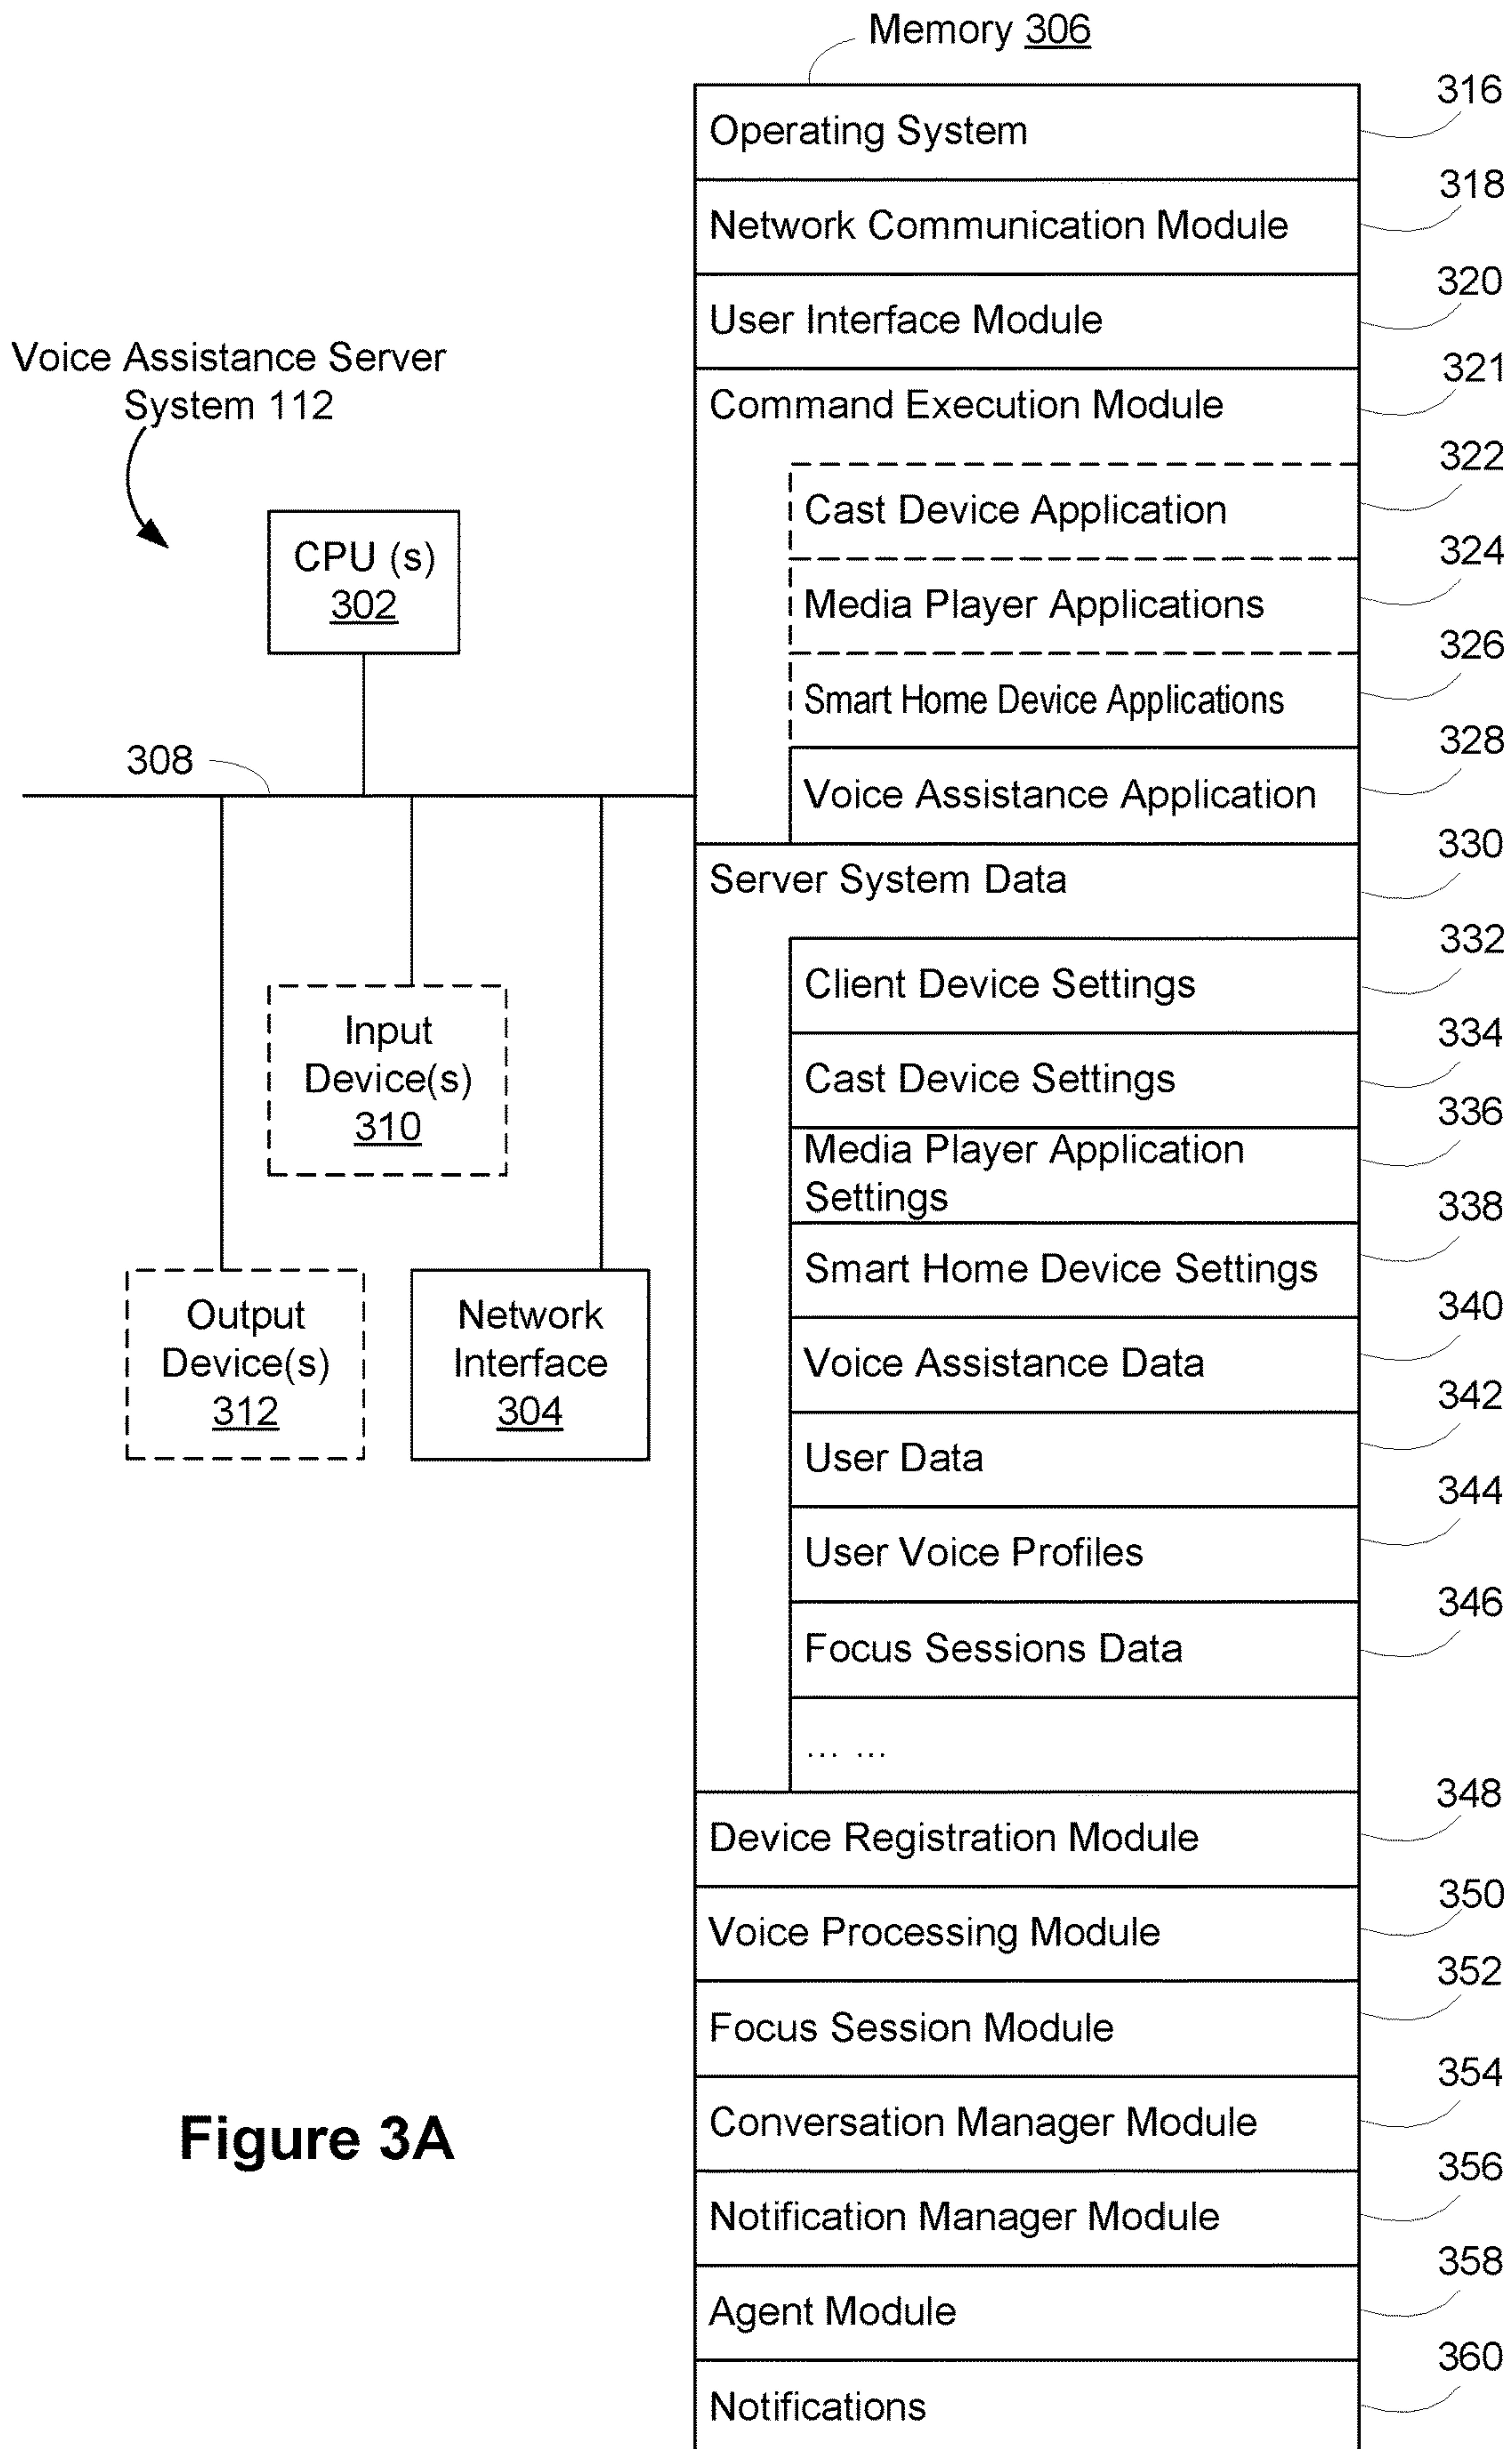 Memory 306
316
Operating System
318
Network Communication Module
320
User Interface Module
321
Voice Assistance Server
System 112
Command Execution Module
322
Cast Device Application
324
CPU (s)
302
Media Player Applications
326
Smart Home Device Applications
328
308
Voice Assistance Application
330
Server System Data
332
Client Device Settings
334
Input
Device(s)
310
Cast Device Settings
336
Media Player Application
Settings
338
Smart Home Device Settings
340
Output
Device(s)
312
Network
Interface
304
Voice Assistance Data
342
User Data
344
User Voice Profiles
346
Focus Sessions Data
... ...
348
Device Registration Module
350
Voice Processing Module
352
Focus Session Module
354
Figure 3A
Conversation Manager Module
356
Notification Manager Module
358
Agent Module
360
Notifications